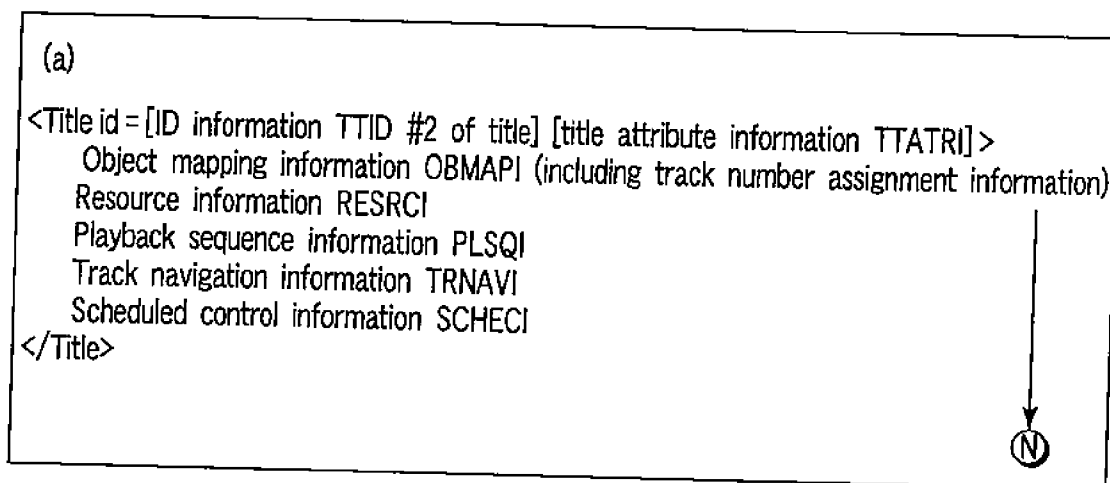 (a)
<Title id = [ID information TTID #2 of title] [title attribute information TTATRI] >
Object mapping information OBMAPI (including track number assignment information)
Resource information RESRCI
Playback sequence information PLSQI
Track navigation information TRNAVI
Scheduled control information SCHECI
</Title>
N